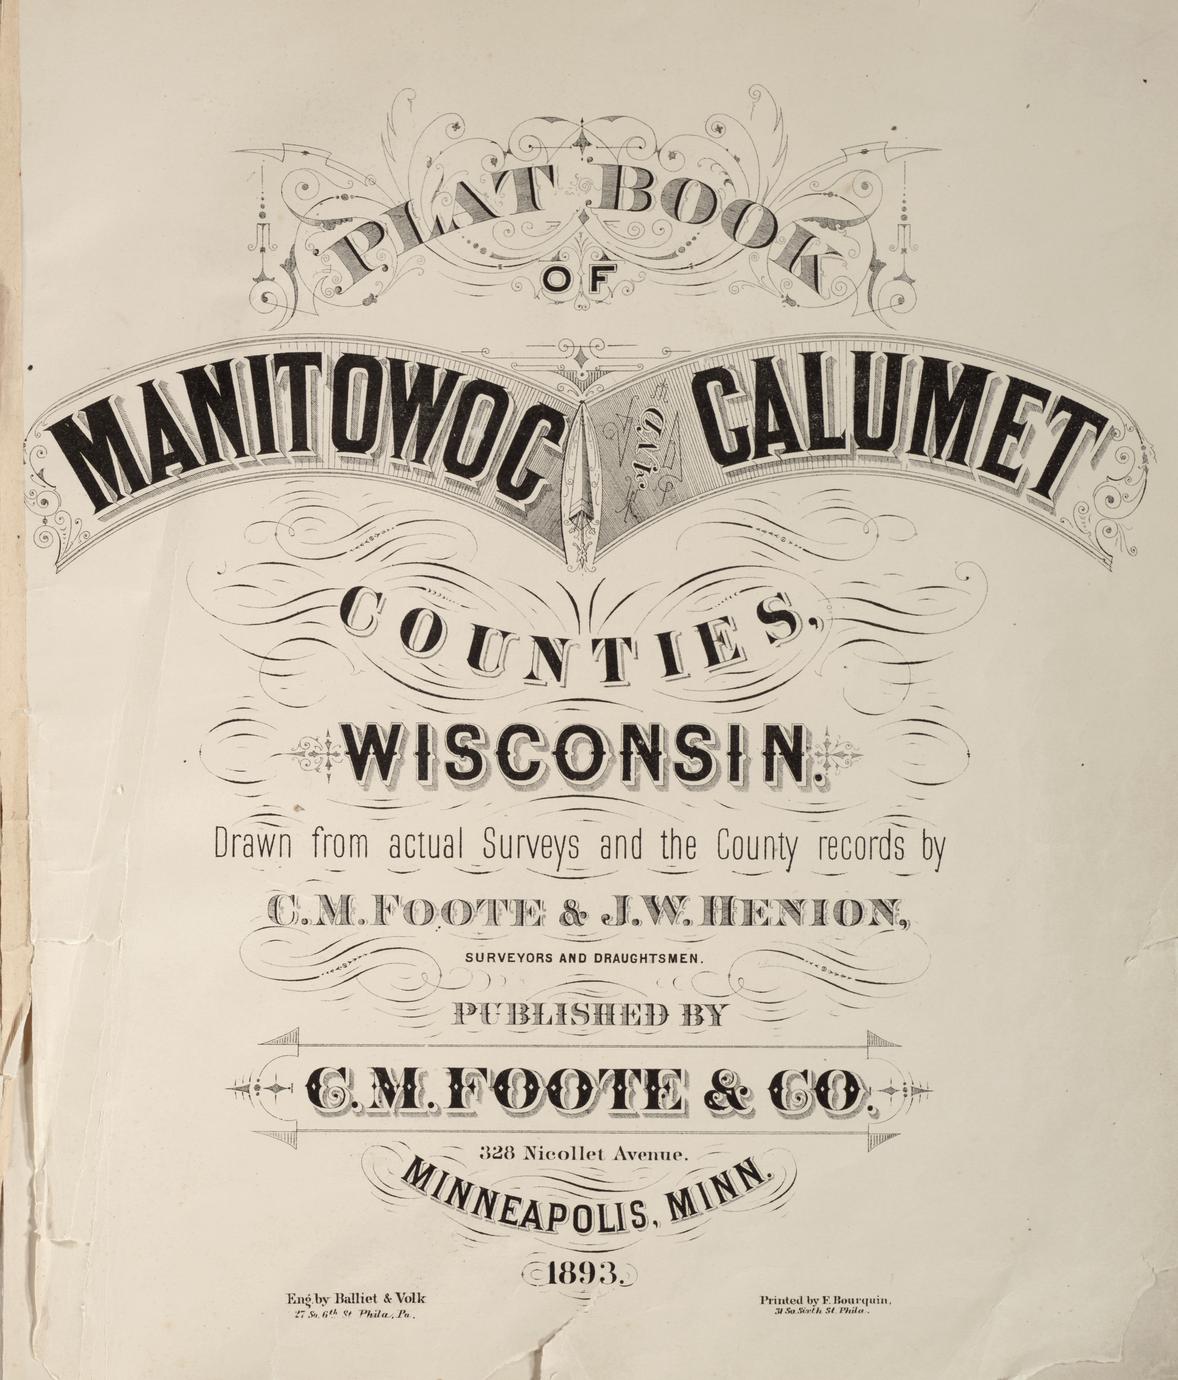 PLAT BOOK
OF
MANITOWOC AND CALUMET
COUNTIES,
WISCONSIN.
Drawn from actual Surveys and the County records by
C.M. FOOTE & J.W. HENION,
SURVEYORS AND DRAUGHTSMEN.
PUBLISHED BY
C.M. FOOTE & CO.
328 Nicollet Avenue.
MINNEAPOLIS, MINN.
1893.
Eng. by Balliet & Volk
27 So. 6th St. Phila., Pa.
Printed by F. Bourquin,
31 So. Sixth St. Phila.